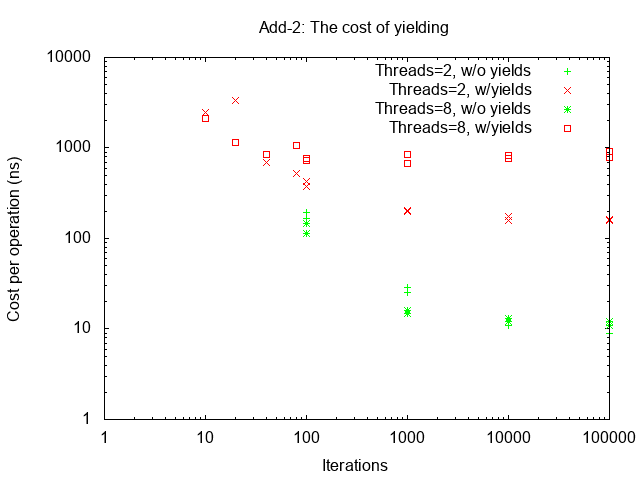 Add-2: The cost of yielding
10000
1000
100
10
1
Cost per operation (ns)
Threads=2, w/o yields
Threads=2, w/yields
Threads=8, w/o yields
Threads=8, w/yields
1 10 100 1000 10000 100000
Iterations